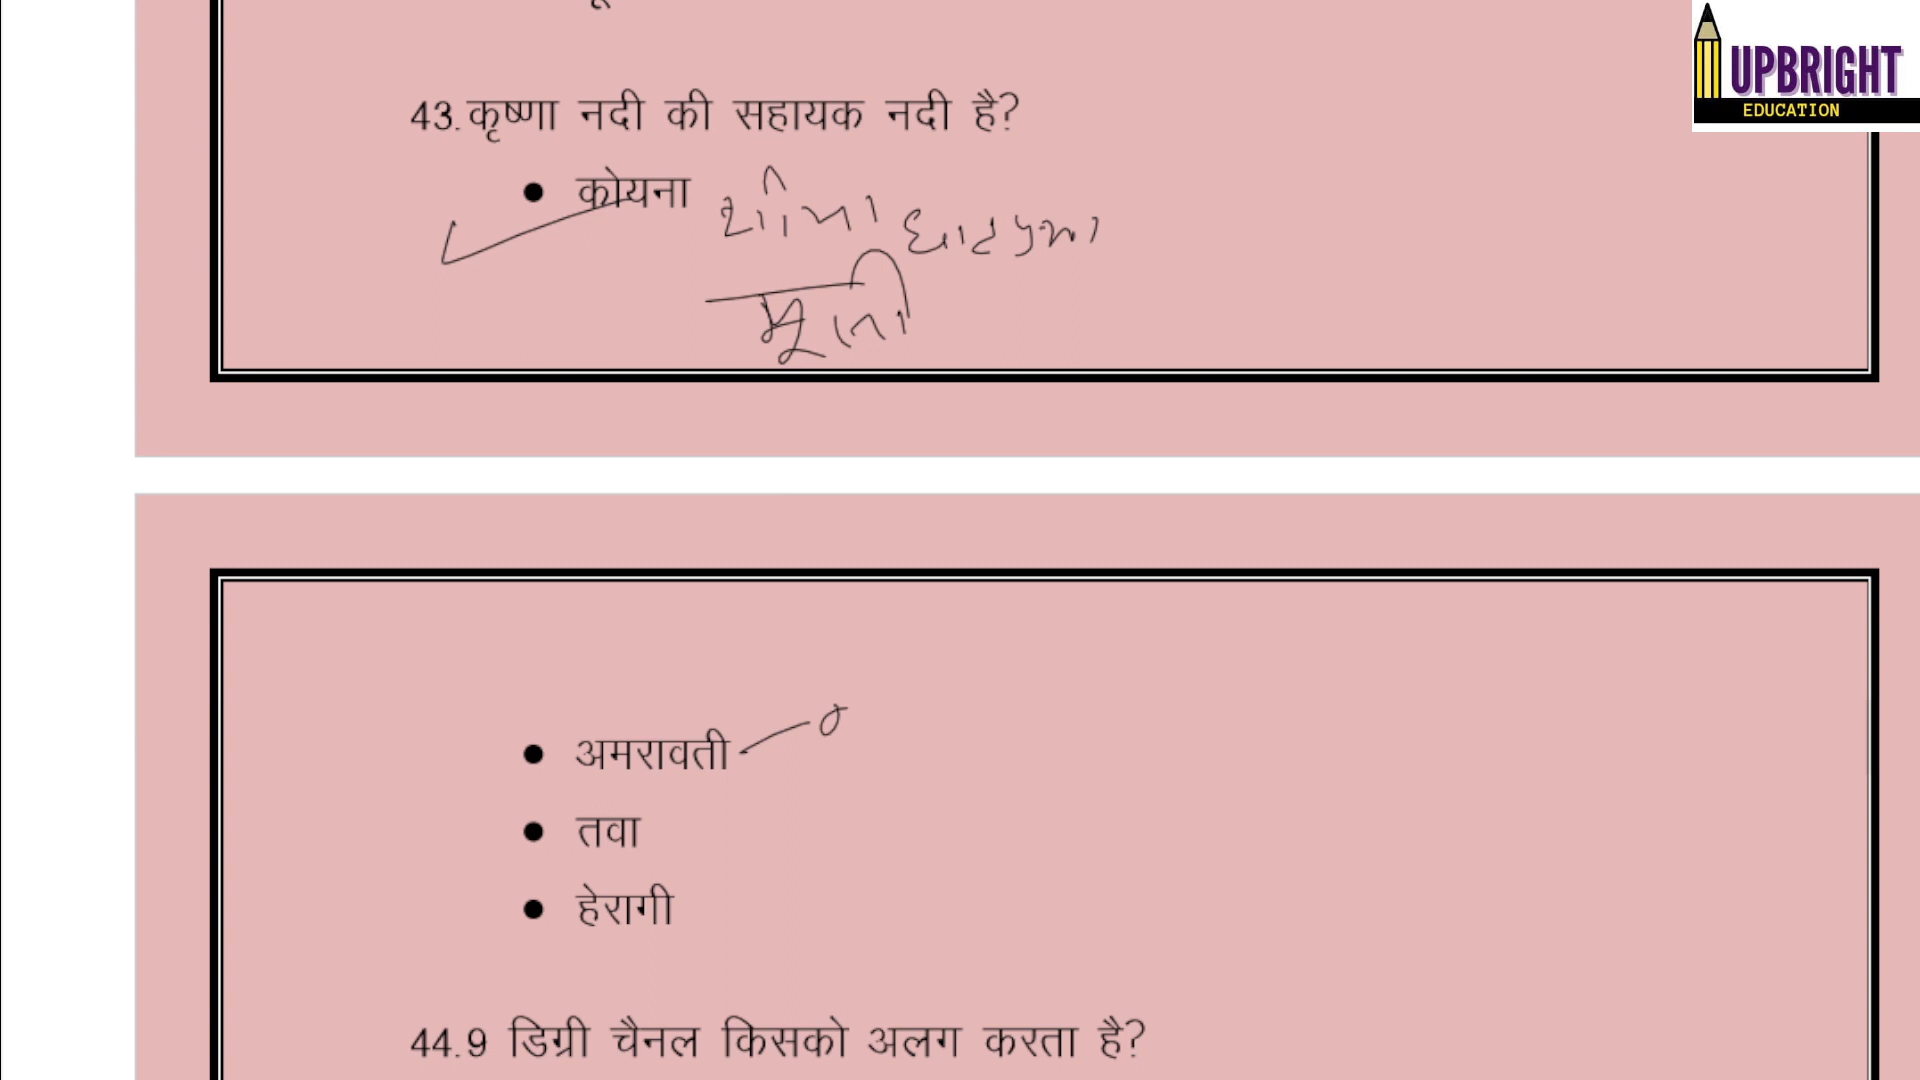 UPBRIGHT
EDUCATION
43.कृष्णा नदी की सहायक नदी है?
● कोयना
● अमरावती
● तवा
● हेरागी
44.9 डिग्री चैनल किसको अलग करता है?